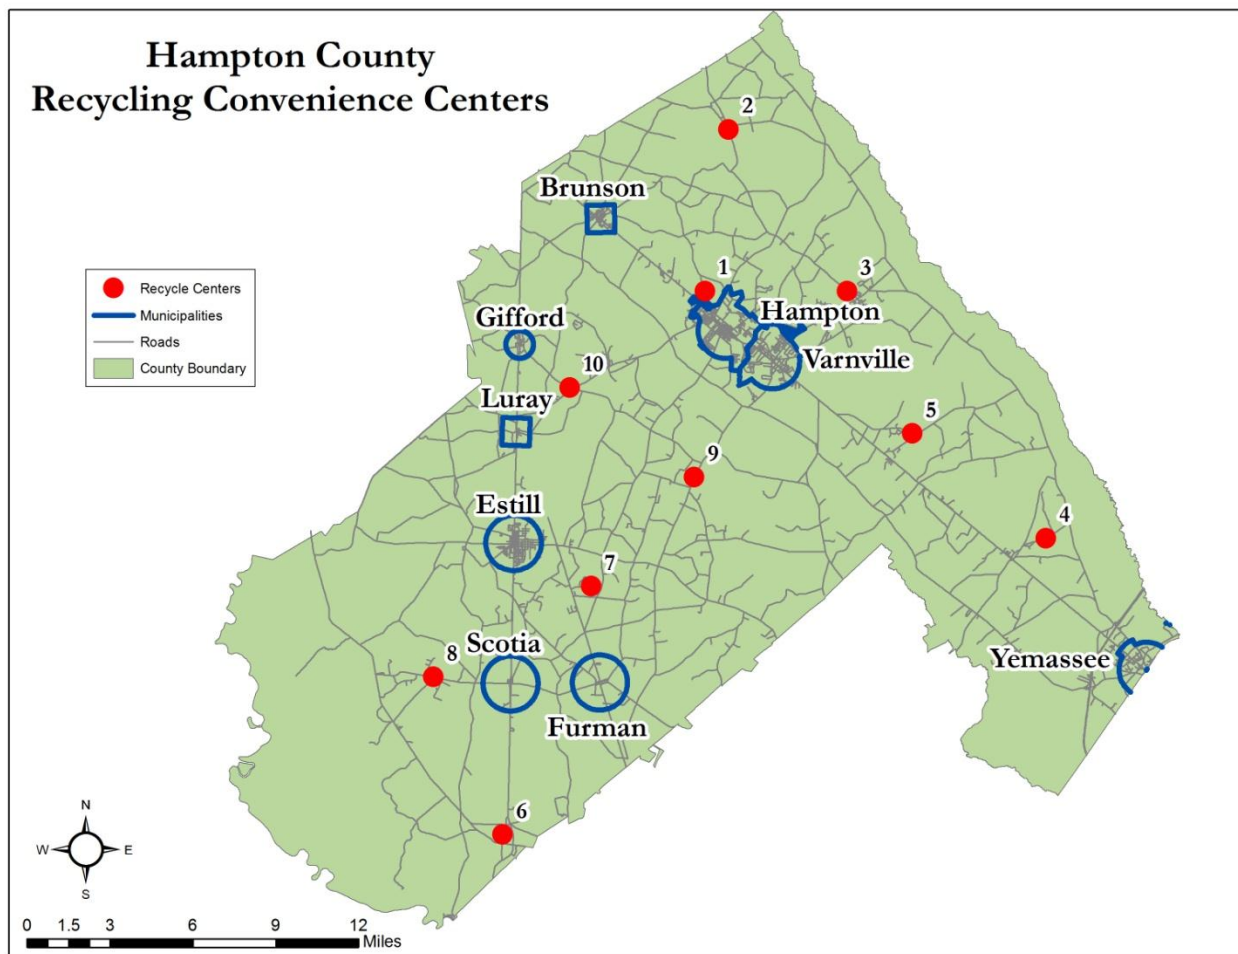 Hampton County
Recycling Convenience Centers
2
Brunson
1
3
Recycle Centers
Municipalities
Roads
County Boundary
Gifford
Hampton
Varnville
10
Luray
5
9
Estill
4
7
Scotia
8
Yemassee
Furman
6
N
W E
S
0 1.5 3 6 9 12
Miles